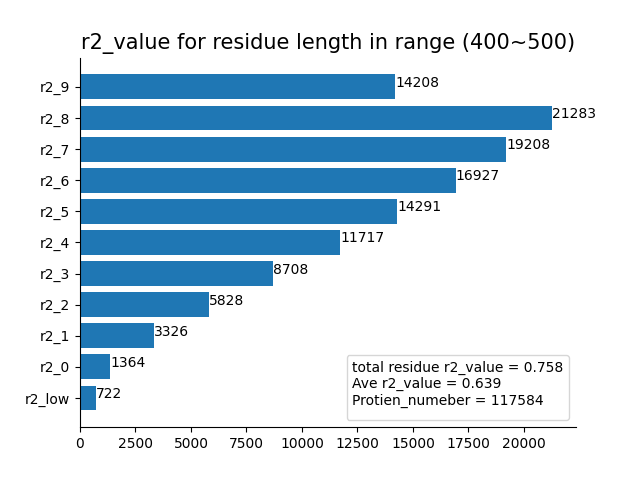 r2_value for residue length in range (400~500)
r2_9
14208
r2_8
21283
r2_7
19208
r2_6
16927
r2_5
14291
r2_4
11717
r2_3
8708
r2_2
5828
r2_1
3326
r2_0
1364
r2_low
722
total residue r2_value = 0.758
Ave r2_value = 0.639
Protien_numeber = 117584
0 2500 5000 7500 10000 12500 15000 17500 20000